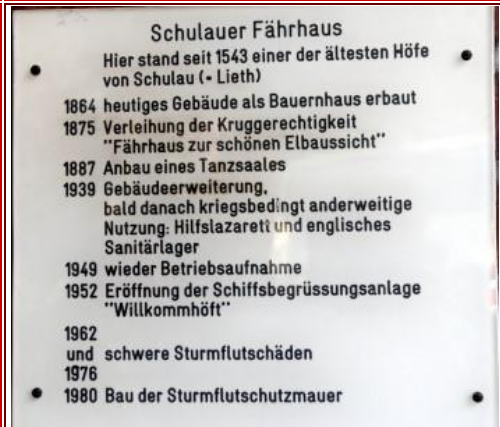 Schulauer Fährhaus
Hier stand seit 1543 einer der ältesten Höfe
von Schulau (= Lieth)
1864 heutiges Gebäude als Bauernhaus erbaut
1875 Verleihung der Kruggerechtigkeit
"Fährhaus zur schönen Elbaussicht"
1887 Anbau eines Tanzsaales
1939 Gebäudeerweiterung,
bald danach kriegsbedingt anderweitige
Nutzung: Hilfslazarett und englisches
Sanitärlager
1949 wieder Betriebsaufnahme
1952 Eröffnung der Schiffsbegrüssungsanlage
"Willkommhöft"
1962
und schwere Sturmflutschäden
1976
1980 Bau der Sturmflutschutzmauer